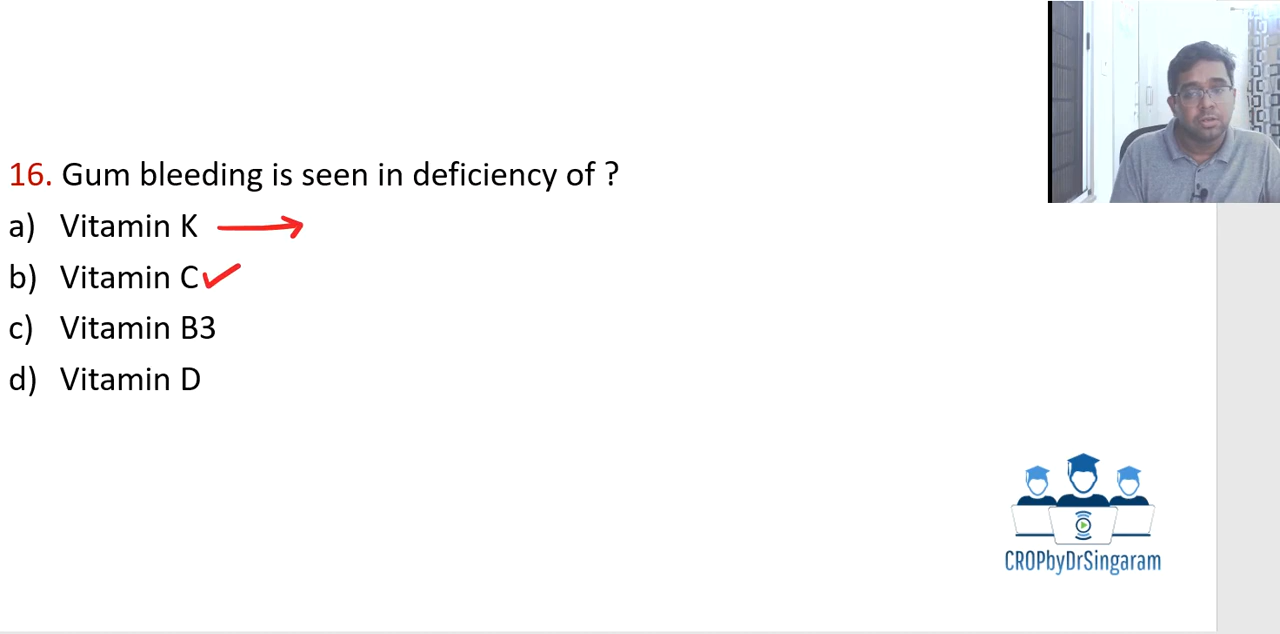 16. Gum bleeding is seen in deficiency of ?
a) Vitamin K
b) Vitamin C
c) Vitamin B3
d) Vitamin D
CROPbyDrSingaram